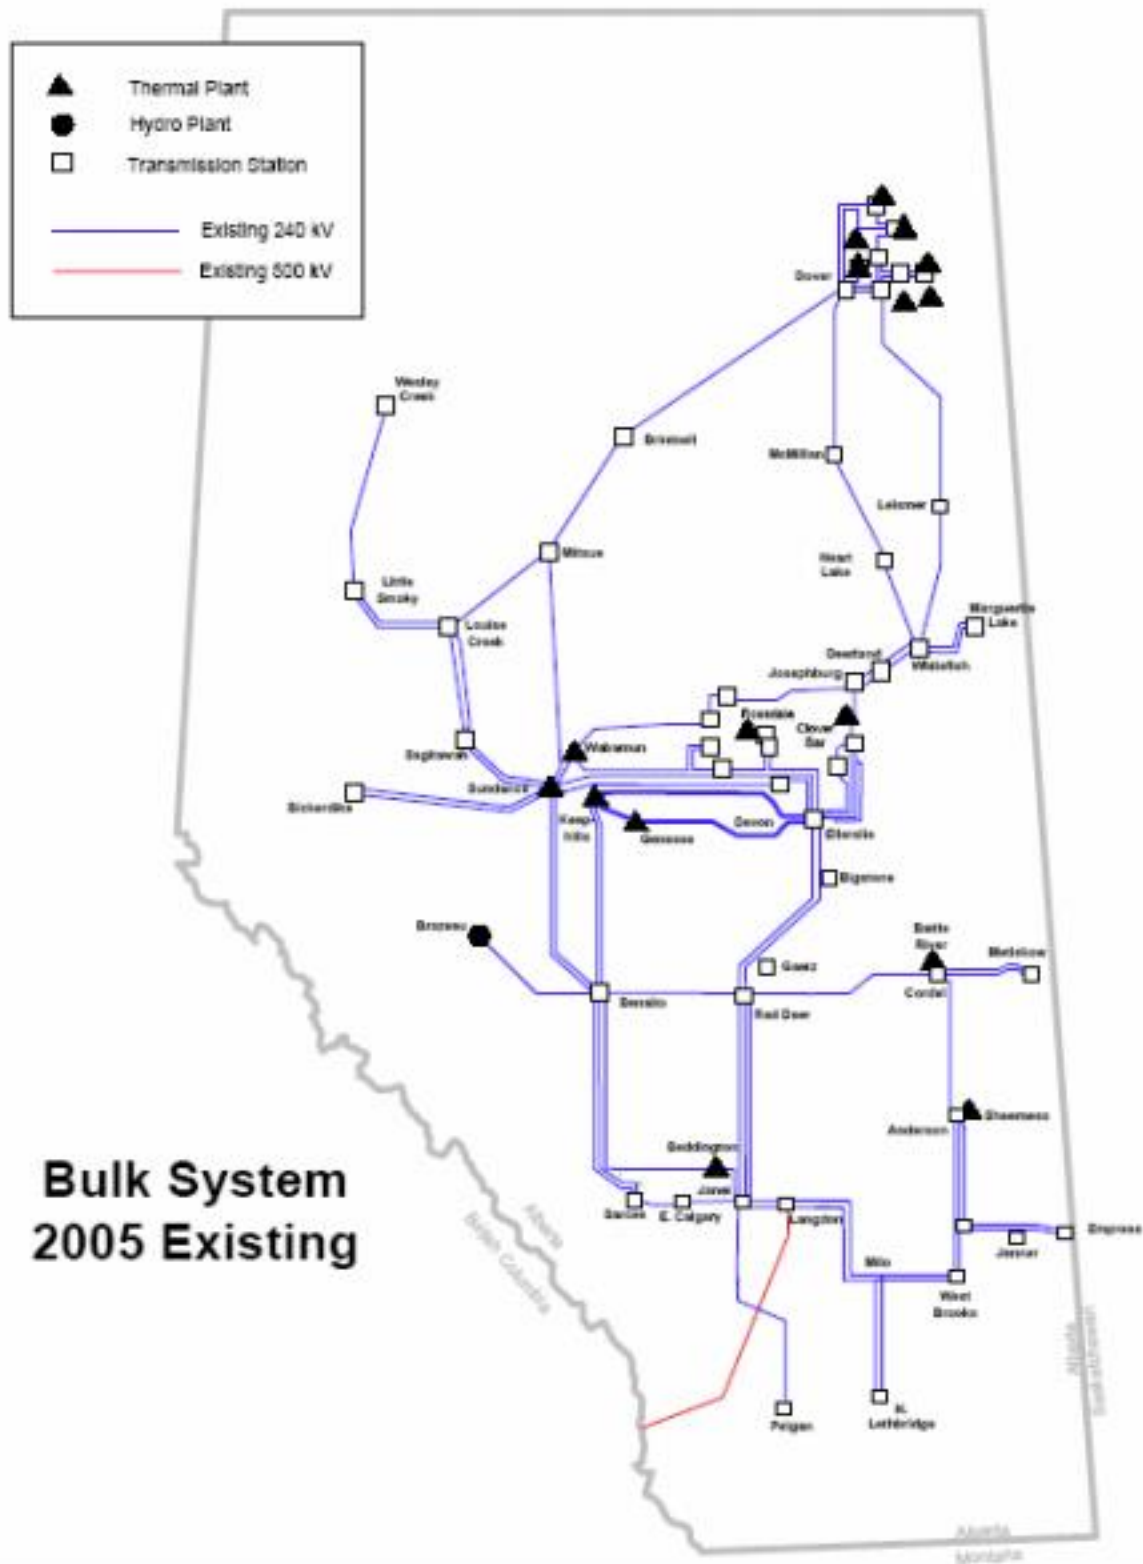 Thermal Plant
Hydro Plant
Transmission Station
Existing 240 kV
Existing 500 kV
Dover
Wesley
Creek
Brintnell
McMillan
Leismer
Mitsue
Heart
Lake
Little
Smoky
Louise
Creek
Marguerite
Lake
Deerland
Whitefish
Josephburg
Rossdale
Clover
Bar
Sagitawah
Wabamun
Sundance
Bickerdike
Keep
hills
Genesee
Devon
Ellerslie
Bigstone
Brazeau
Gaetz
Battle
River
Metiskow
Cordel
Benalto
Red Deer
Anderson
Sheerness
Beddington
Janet
Sarcee
E. Calgary
Langdon
Empress
Jenner
Milo
West
Brooks
Peigan
N.
Lethbridge
Bulk System
2005 Existing
Alberta
British Columbia
Alberta
Saskatchewan
Alberta
Montana